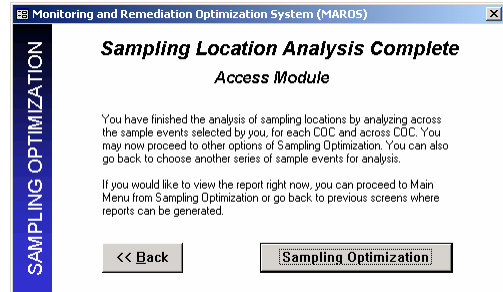 Monitoring and Remediation Optimization System (MAROS)
SAMPLING OPTIMIZATION
Sampling Location Analysis Complete
Access Module
You have finished the analysis of sampling locations by analyzing across
the sample events selected by you, for each COC and across COC. You
may now proceed to other options of Sampling Optimization. You can also
go back to choose another series of sample events for analysis.
If you would like to view the report right now, you can proceed to Main
Menu from Sampling Optimization or go back to previous screens where
reports can be generated.
<< Back
Sampling Optimization